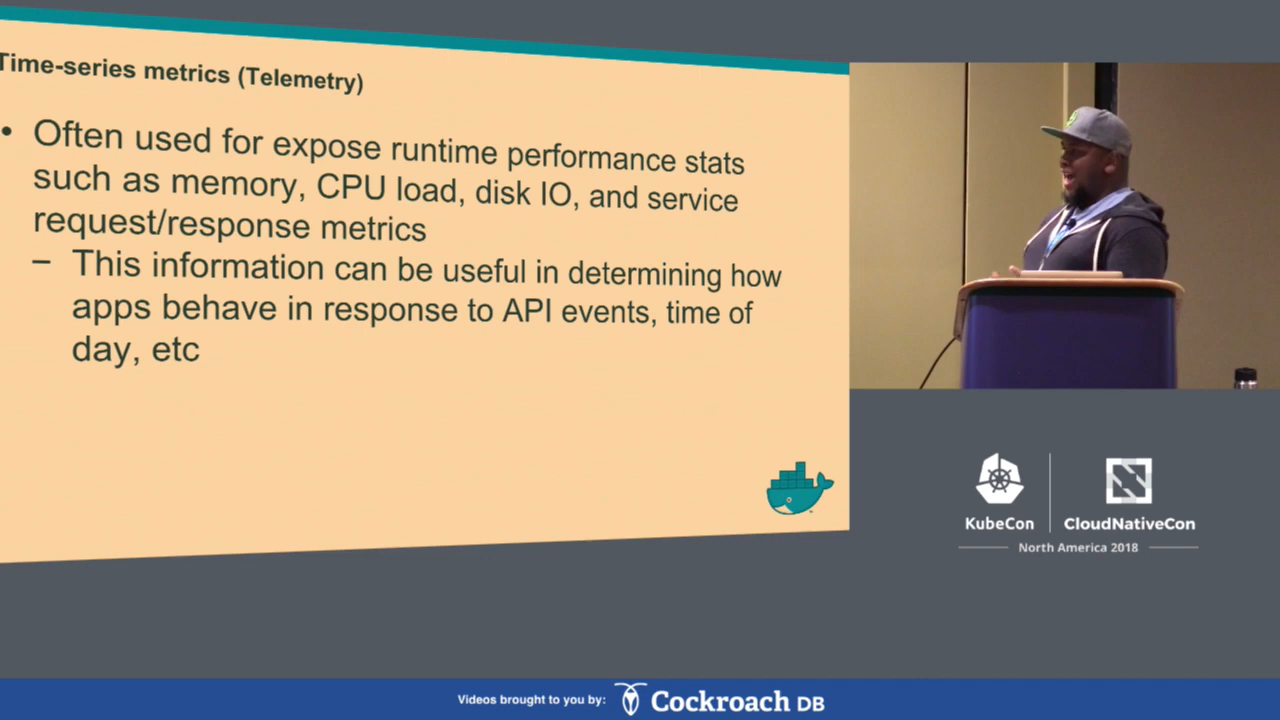 Time-series metrics (Telemetry)
• Often used for expose runtime performance stats
such as memory, CPU load, disk IO, and service
request/response metrics
– This information can be useful in determining how
apps behave in response to API events, time of
day, etc
KubeCon
CloudNativeCon
North America 2018
Videos brought to you by:
Cockroach DB